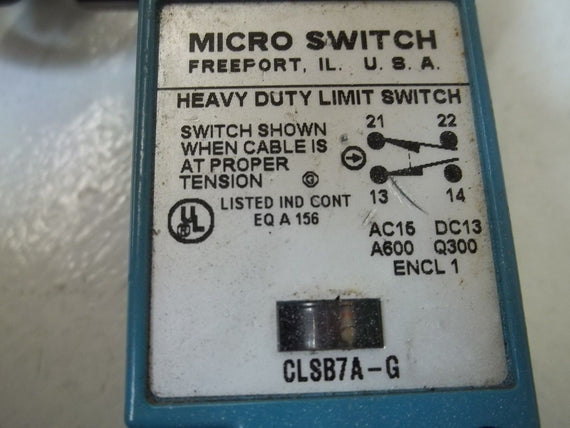 MICRO SWITCH
FREEPORT, IL. U. S. A.
HEAVY DUTY LIMIT SWITCH
SWITCH SHOWN
WHEN CABLE IS
AT PROPER
TENSION
21 22
13 14
UL
LISTED IND CONT
EQ A 156
AC15 DC13
A600 Q300
ENCL 1
CLSB7A-G